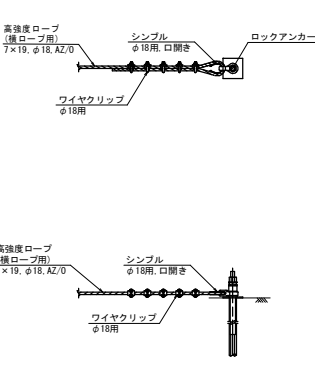 高強度ロープ
(横ロープ用)
7×19, φ18, AZ/0
シンブル
φ18用, 口開き
ロックアンカー
ワイヤクリップ
φ18用
高強度ロープ
横ロープ用)
×19, φ18, AZ/0
シンブル
φ18用, 口開き
ワイヤクリップ
φ18用